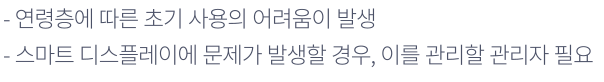 - 연령층에 따른 초기 사용의 어려움이 발생
- 스마트 디스플레이에 문제가 발생할 경우, 이를 관리할 관리자 필요